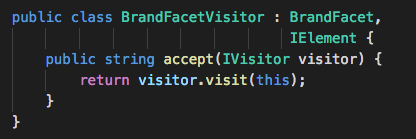 public class BrandFacetVisitor : BrandFacet,
IElement {
public string accept(IVisitor visitor) {
return visitor.visit(this);
}
}